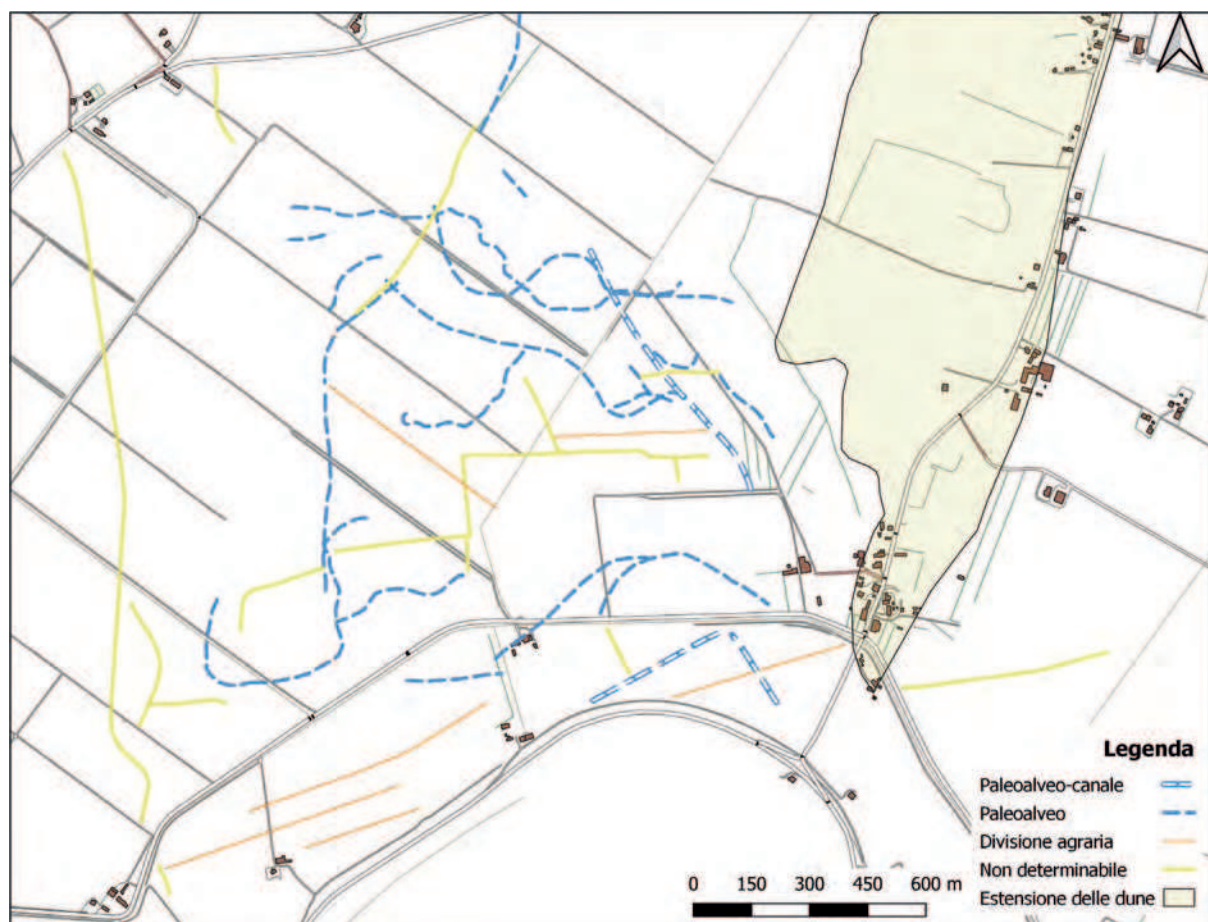 Legenda
Paleoalveo-canale
Paleoalveo
Divisione agraria
Non determinabile
Estensione delle dune
0 150 300 450 600 m